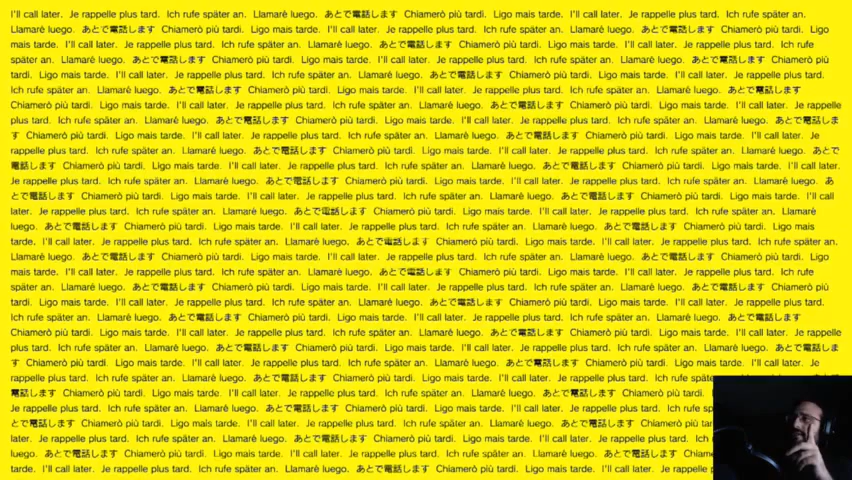 I'll call later. Je rappelle plus tard. Ich rufe später an. Llamarè luego. あとで電話します Chiamerò più tardi. Ligo mais tarde. I'll call later. Je rappelle plus tard. Ich rufe später an.
Llamarè luego. あとで電話します Chiamerò più tardi. Ligo mais tarde. I'll call later. Je rappelle plus tard. Ich rufe später an. Llamarè luego. あとで電話します Chiamerò più tardi. Ligo
mais tarde. I'll call later. Je rappelle plus tard. Ich rufe später an. Llamarè luego. あとで電話します Chiamerò più tardi. Ligo mais tarde. I'll call later. Je rappelle plus tard. Ich rufe
später an. Llamarè luego. あとで電話します Chiamerò più tardi. Ligo mais tarde. I'll call later. Je rappelle plus tard. Ich rufe später an. Llamarè luego. あとで電話します Chiamerò più
tardi. Ligo mais tarde. I'll call later. Je rappelle plus tard. Ich rufe später an. Llamarè luego. あとで電話します Chiamerò più tardi. Ligo mais tarde. I'll call later. Je rappelle plus tard.
Ich rufe später an. Llamarè luego. あとで電話します Chiamerò più tardi. Ligo mais tarde. I'll call later. Je rappelle plus tard. Ich rufe später an. Llamarè luego. あとで電話します
Chiamerò più tardi. Ligo mais tarde. I'll call later. Je rappelle plus tard. Ich rufe später an. Llamarè luego. あとで電話します Chiamerò più tardi. Ligo mais tarde. I'll call later. Je rappelle
plus tard. Ich rufe später an. Llamarè luego. あとで電話します Chiamerò più tardi. Ligo mais tarde. I'll call later. Je rappelle plus tard. Ich rufe später an. Llamarè luego. あとで電話しま
す Chiamerò più tardi. Ligo mais tarde. I'll call later. Je rappelle plus tard. Ich rufe später an. Llamarè luego. あとで電話します Chiamerò più tardi. Ligo mais tarde. I'll call later. Je
rappelle plus tard. Ich rufe später an. Llamarè luego. あとで電話します Chiamerò più tardi. Ligo mais tarde. I'll call later. Je rappelle plus tard. Ich rufe später an. Llamarè luego. あとで
電話します Chiamerò più tardi. Ligo mais tarde. I'll call later. Je rappelle plus tard. Ich rufe später an. Llamarè luego. あとで電話します Chiamerò più tardi. Ligo mais tarde. I'll call later.
Je rappelle plus tard. Ich rufe später an. Llamarè luego. あとで電話します Chiamerò più tardi. Ligo mais tarde. I'll call later. Je rappelle plus tard. Ich rufe später an. Llamarè luego. あ
とで電話します Chiamerò più tardi. Ligo mais tarde. I'll call later. Je rappelle plus tard. Ich rufe später an. Llamarè luego. あとで電話します Chiamerò più tardi. Ligo mais tarde. I'll call
later. Je rappelle plus tard. Ich rufe später an. Llamarè luego. あとで電話します Chiamerò più tardi. Ligo mais tarde. I'll call later. Je rappelle plus tard. Ich rufe später an. Llamarè
luego. あとで電話します Chiamerò più tardi. Ligo mais tarde. I'll call later. Je rappelle plus tard. Ich rufe später an. Llamarè luego. あとで電話します Chiamerò più tardi. Ligo mais
tarde. I'll call later. Je rappelle plus tard. Ich rufe später an. Llamarè luego. あとで電話します Chiamerò più tardi. Ligo mais tarde. I'll call later. Je rappelle plus tard. Ich rufe später an.
Llamarè luego. あとで電話します Chiamerò più tardi. Ligo mais tarde. I'll call later. Je rappelle plus tard. Ich rufe später an. Llamarè luego. あとで電話します Chiamerò più tardi. Ligo
mais tarde. I'll call later. Je rappelle plus tard. Ich rufe später an. Llamarè luego. あとで電話します Chiamerò più tardi. Ligo mais tarde. I'll call later. Je rappelle plus tard. Ich rufe
später an. Llamarè luego. あとで電話します Chiamerò più tardi. Ligo mais tarde. I'll call later. Je rappelle plus tard. Ich rufe später an. Llamarè luego. あとで電話します Chiamerò più
tardi. Ligo mais tarde. I'll call later. Je rappelle plus tard. Ich rufe später an. Llamarè luego. あとで電話します Chiamerò più tardi. Ligo mais tarde. I'll call later. Je rappelle plus tard.
Ich rufe später an. Llamarè luego. あとで電話します Chiamerò più tardi. Ligo mais tarde. I'll call later. Je rappelle plus tard. Ich rufe später an. Llamarè luego. あとで電話します
Chiamerò più tardi. Ligo mais tarde. I'll call later. Je rappelle plus tard. Ich rufe später an. Llamarè luego. あとで電話します Chiamerò più tardi. Ligo mais tarde. I'll call later. Je rappelle
plus tard. Ich rufe später an. Llamarè luego. あとで電話します Chiamerò più tardi. Ligo mais tarde. I'll call later. Je rappelle plus tard. Ich rufe später an. Llamarè luego. あとで電話しま
す Chiamerò più tardi. Ligo mais tarde. I'll call later. Je rappelle plus tard. Ich rufe später an. Llamarè luego. あとで電話します Chiamerò più tardi. Ligo mais tarde. I'll call later. Je
rappelle plus tard. Ich rufe später an. Llamarè luego. あとで電話します Chiamerò più tardi. Ligo mais tarde. I'll call later. Je rappelle plus tard. Ich rufe
電話します Chiamerò più tardi. Ligo mais tarde. I'll call later. Je rappelle plus tard. Ich rufe später an. Llamarè luego. あとで電話します Chiamerò più tardi.
Je rappelle plus tard. Ich rufe später an. Llamarè luego. あとで電話します Chiamerò più tardi. Ligo mais tarde. I'll call later. Je rappelle plus tard. Ich rufe
とで電話します Chiamerò più tardi. Ligo mais tarde. I'll call later. Je rappelle plus tard. Ich rufe später an. Llamarè luego. あとで電話します Chiamerò più
later. Je rappelle plus tard. Ich rufe später an. Llamarè luego. あとで電話します Chiamerò più tardi. Ligo mais tarde. I'll call later. Je rappelle plus tard. Ich
luego. あとで電話します Chiamerò più tardi. Ligo mais tarde. I'll call later. Je rappelle plus tard. Ich rufe später an. Llamarè luego. あとで電話します
tarde. I'll call later. Je rappelle plus tard. Ich rufe später an. Llamarè luego. あとで電話します Chiamerò più tardi. Ligo mais tarde. I'll call later. Je rappelle